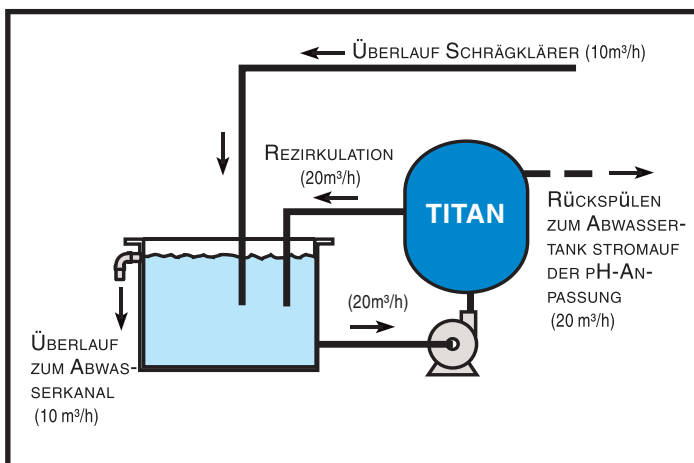 Überlauf Schrägklärer (10m³/h)
Rezirkulation
(20m³/h)
TITAN
Rückspülen
zum Abwasser-
tank stromauf
der pH-An-
passung
(20 m³/h)
(20m³/h)
Überlauf
zum Abwas-
serkanal
(10 m³/h)